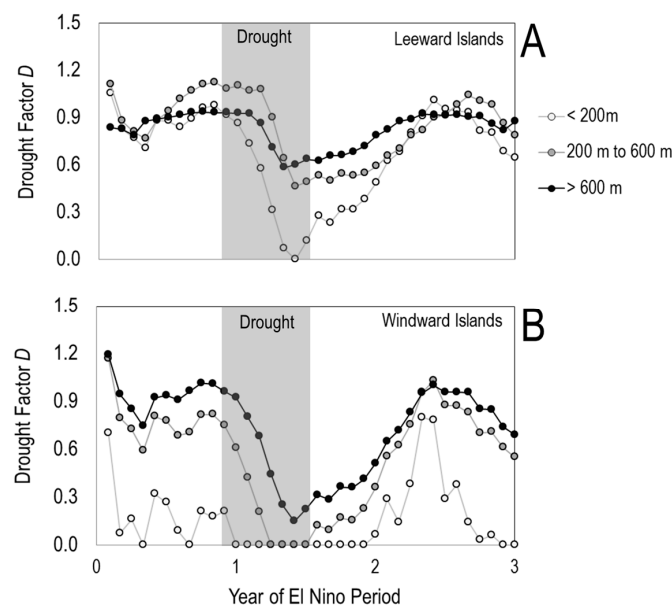 Drought
Leeward Islands
A
1.5
1.2
0.9
0.6
0.3
0.0
Drought Factor D
< 200m
200 m to 600 m
> 600 m
Drought
Windward Islands
B
1.5
1.2
0.9
0.6
0.3
0.0
Drought Factor D
0 1 2 3
Year of El Nino Period